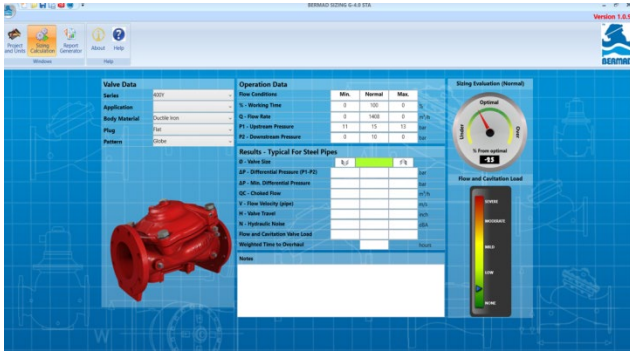 BERMAD SIZING G-4.9 STA
Version 1.0.9
Project and Units
Sizing Calculation
Report Generator
About
Help
Windows
Help
BERMAD
Valve Data
Series 400Y
Application
Body Material Ductile Iron
Plug Flat
Pattern Globe
Operation Data
Flow Conditions Min. Normal Max.
% - Working Time 0 100 0 %
Q - Flow Rate 0 1400 0 m³/h
P1 - Upstream Pressure 11 15 13 bar
P2 - Downstream Pressure 0 10 0 bar
Results - Typical For Steel Pipes
Ø - Valve Size
ΔP - Differential Pressure (P1-P2) bar
ΔP - Min. Differential Pressure bar
QC - Choked Flow m³/h
V - Flow Velocity (pipe) m/s
H - Valve Travel
N - Hydraulic Noise dBA
Flow and Cavitation Valve Load
Weighted Time to Overhaul hours
Notes
Sizing Evaluation (Normal)
Optimal
Under
Over
% From optimal
-15
Flow and Cavitation Load
SEVERE
MODERATE
MILD
LOW
NONE